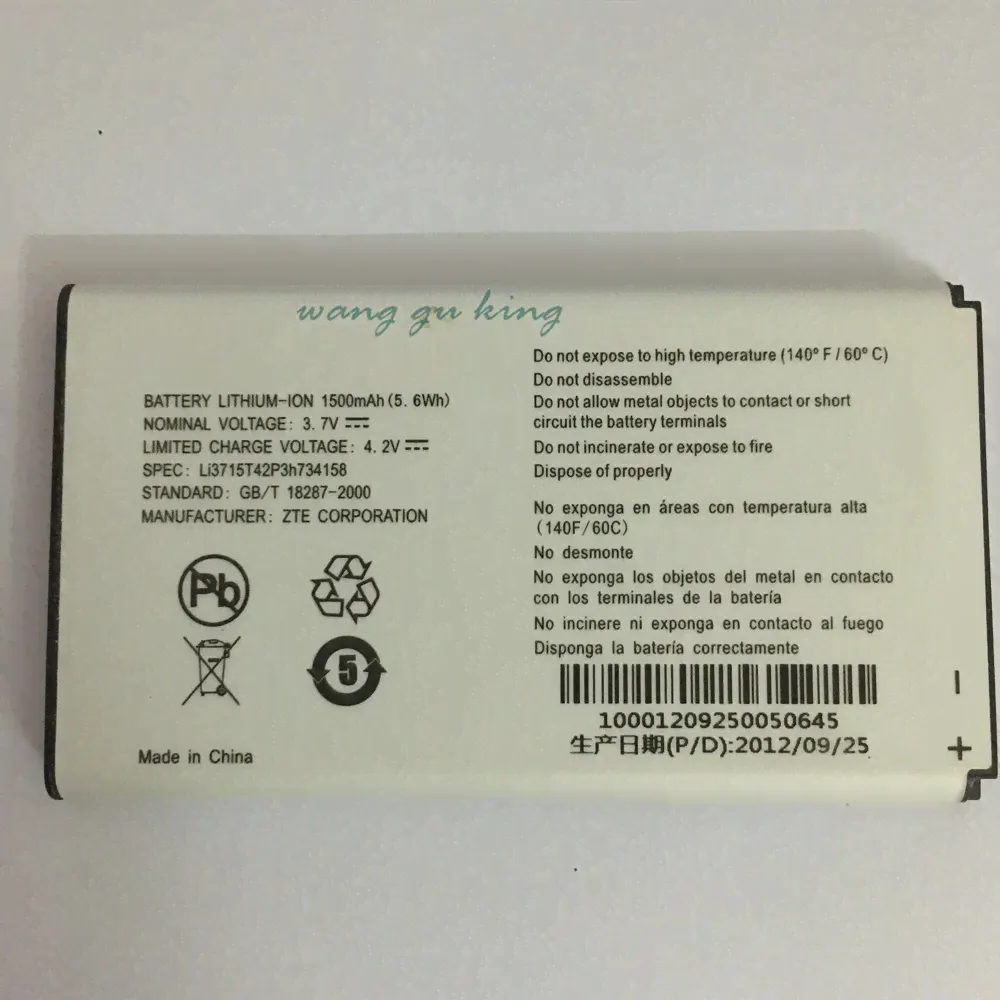 wang gu king
BATTERY LITHIUM-ION 1500mAh (5. 6Wh)
NOMINAL VOLTAGE: 3. 7V
LIMITED CHARGE VOLTAGE: 4. 2V
SPEC: Li3715T42P3h734158
STANDARD: GB/T 18287-2000
MANUFACTURER: ZTE CORPORATION
Pb
5
Made in China
Do not expose to high temperature (140º F / 60º C)
Do not disassemble
Do not allow metal objects to contact or short
circuit the battery terminals
Do not incinerate or expose to fire
Dispose of properly
No exponga en áreas con temperatura alta
(140F/60C)
No desmonte
No exponga los objetos del metal en contacto
con los terminales de la batería
No incinere ni exponga en contacto al fuego
Disponga la batería correctamente
10001209250050645
生产日期(P/D):2012/09/25
-
+